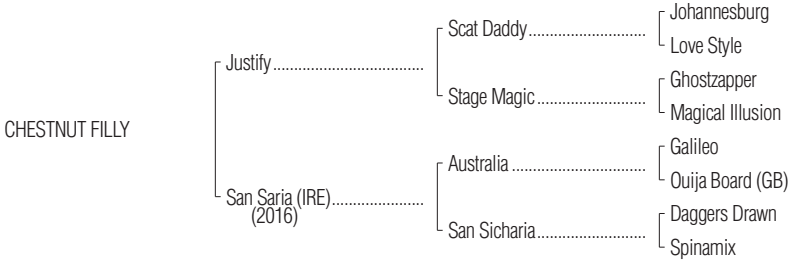 Johannesburg
Scat Daddy
Love Style
Justify
Ghostzapper
Stage Magic
Magical Illusion
CHESTNUT FILLY
Galileo
Australia
Ouija Board (GB)
San Saria (IRE)
(2016)
Daggers Drawn
San Sicharia
Spinamix